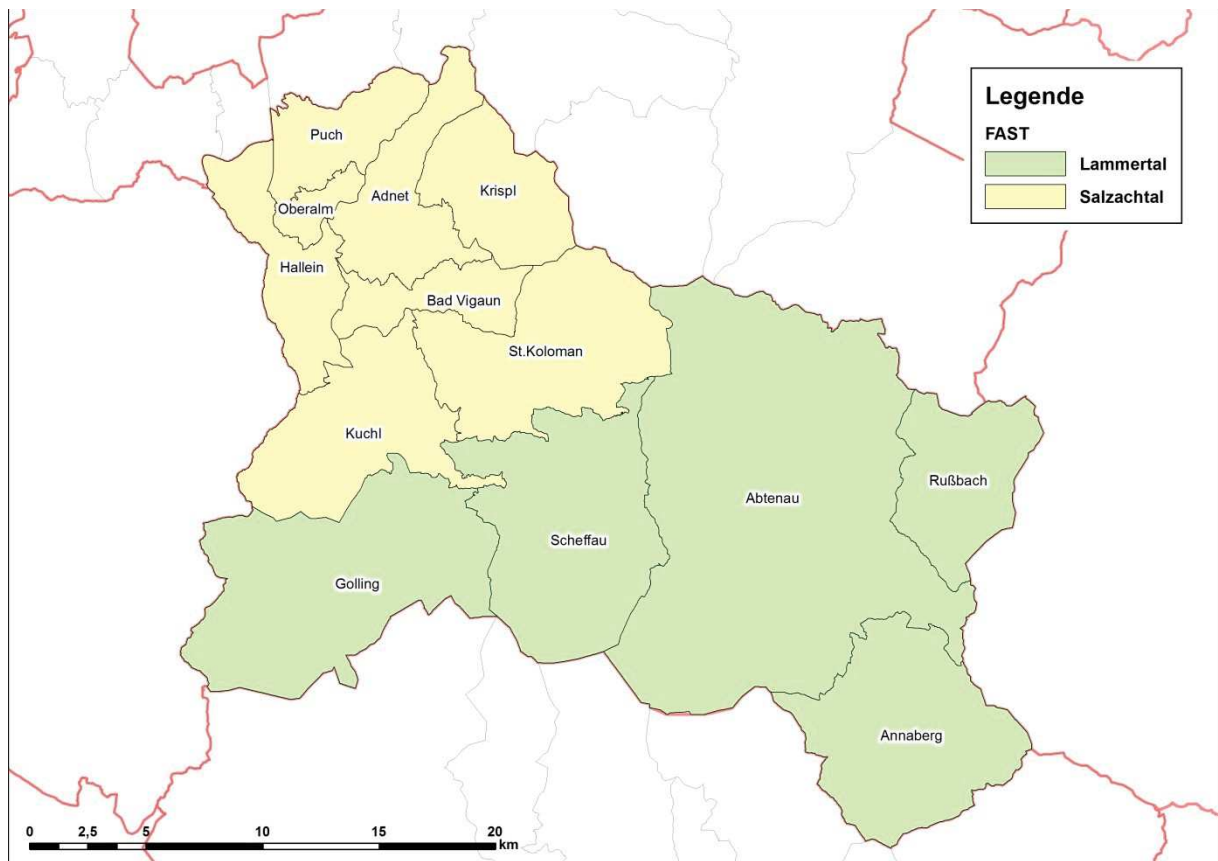 Legende
FAST
Lammertal
Salzachtal
Puch
Oberalm
Adnet
Krispl
Hallein
Bad Vigaun
St.Koloman
Kuchl
Rußbach
Abtenau
Scheffau
Golling
Annaberg
0 2,5 5 10 15 20
km